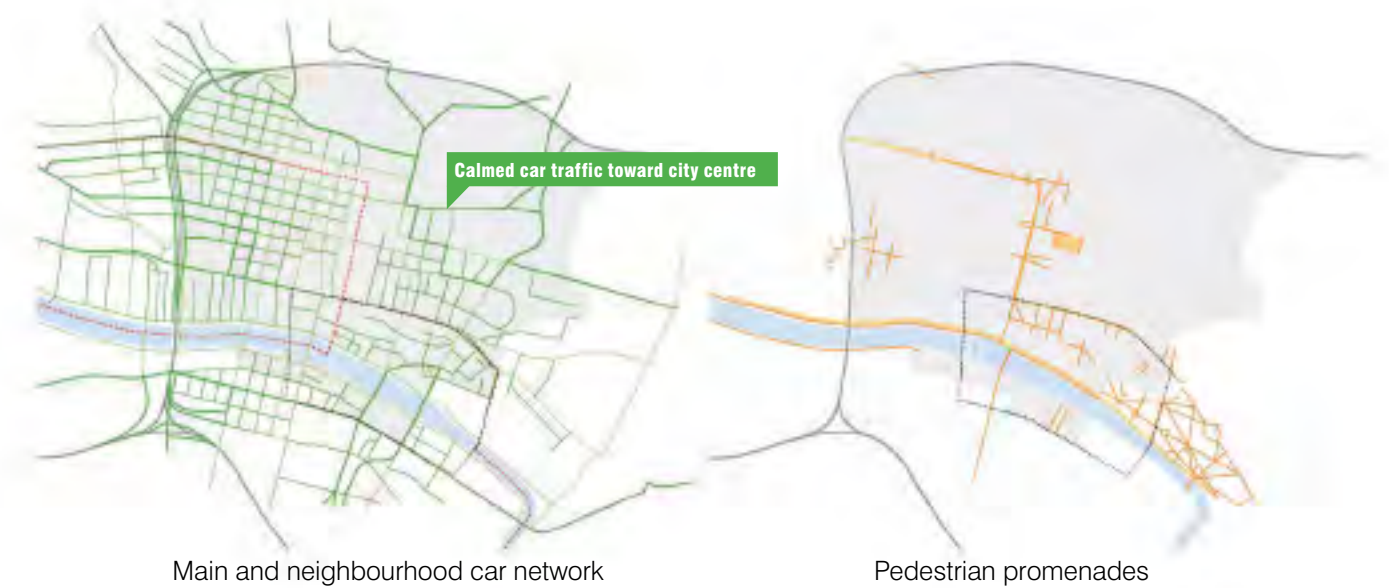 Calmed car traffic toward city centre
Main and neighbourhood car network
Pedestrian promenades